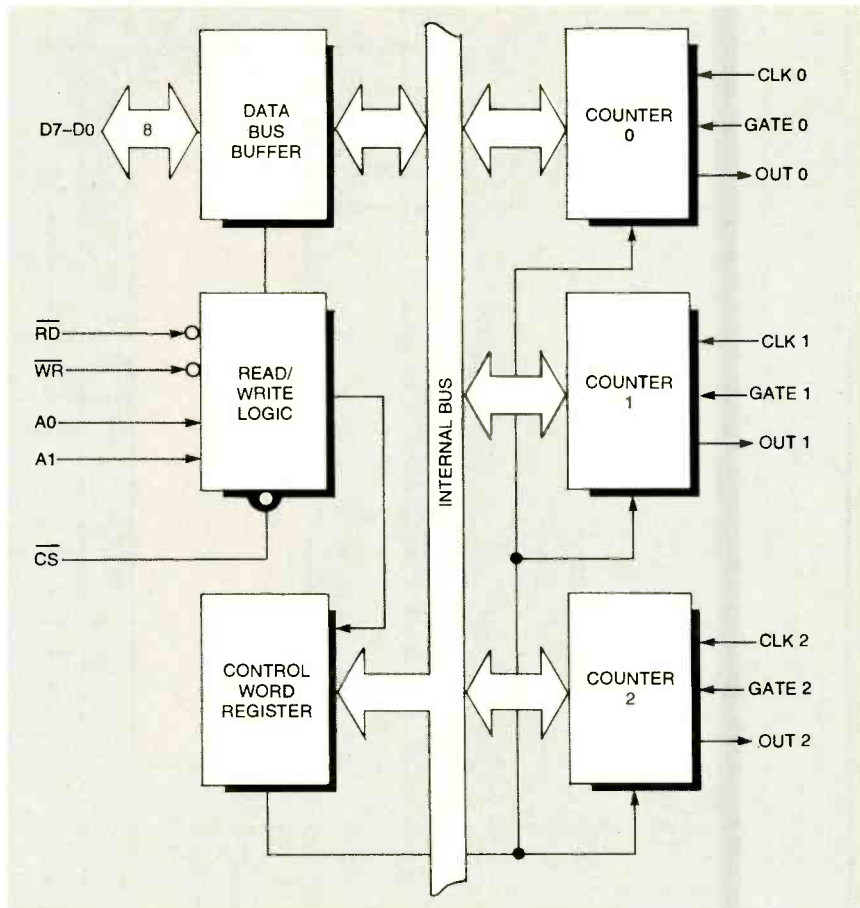 D7–D0
8
DATA
BUS
BUFFER
COUNTER
0
CLK 0
GATE 0
OUT 0
RD
WR
A0
A1
CS
READ/
WRITE
LOGIC
INTERNAL BUS
COUNTER
1
CLK 1
GATE 1
OUT 1
CONTROL
WORD
REGISTER
COUNTER
2
CLK 2
GATE 2
OUT 2